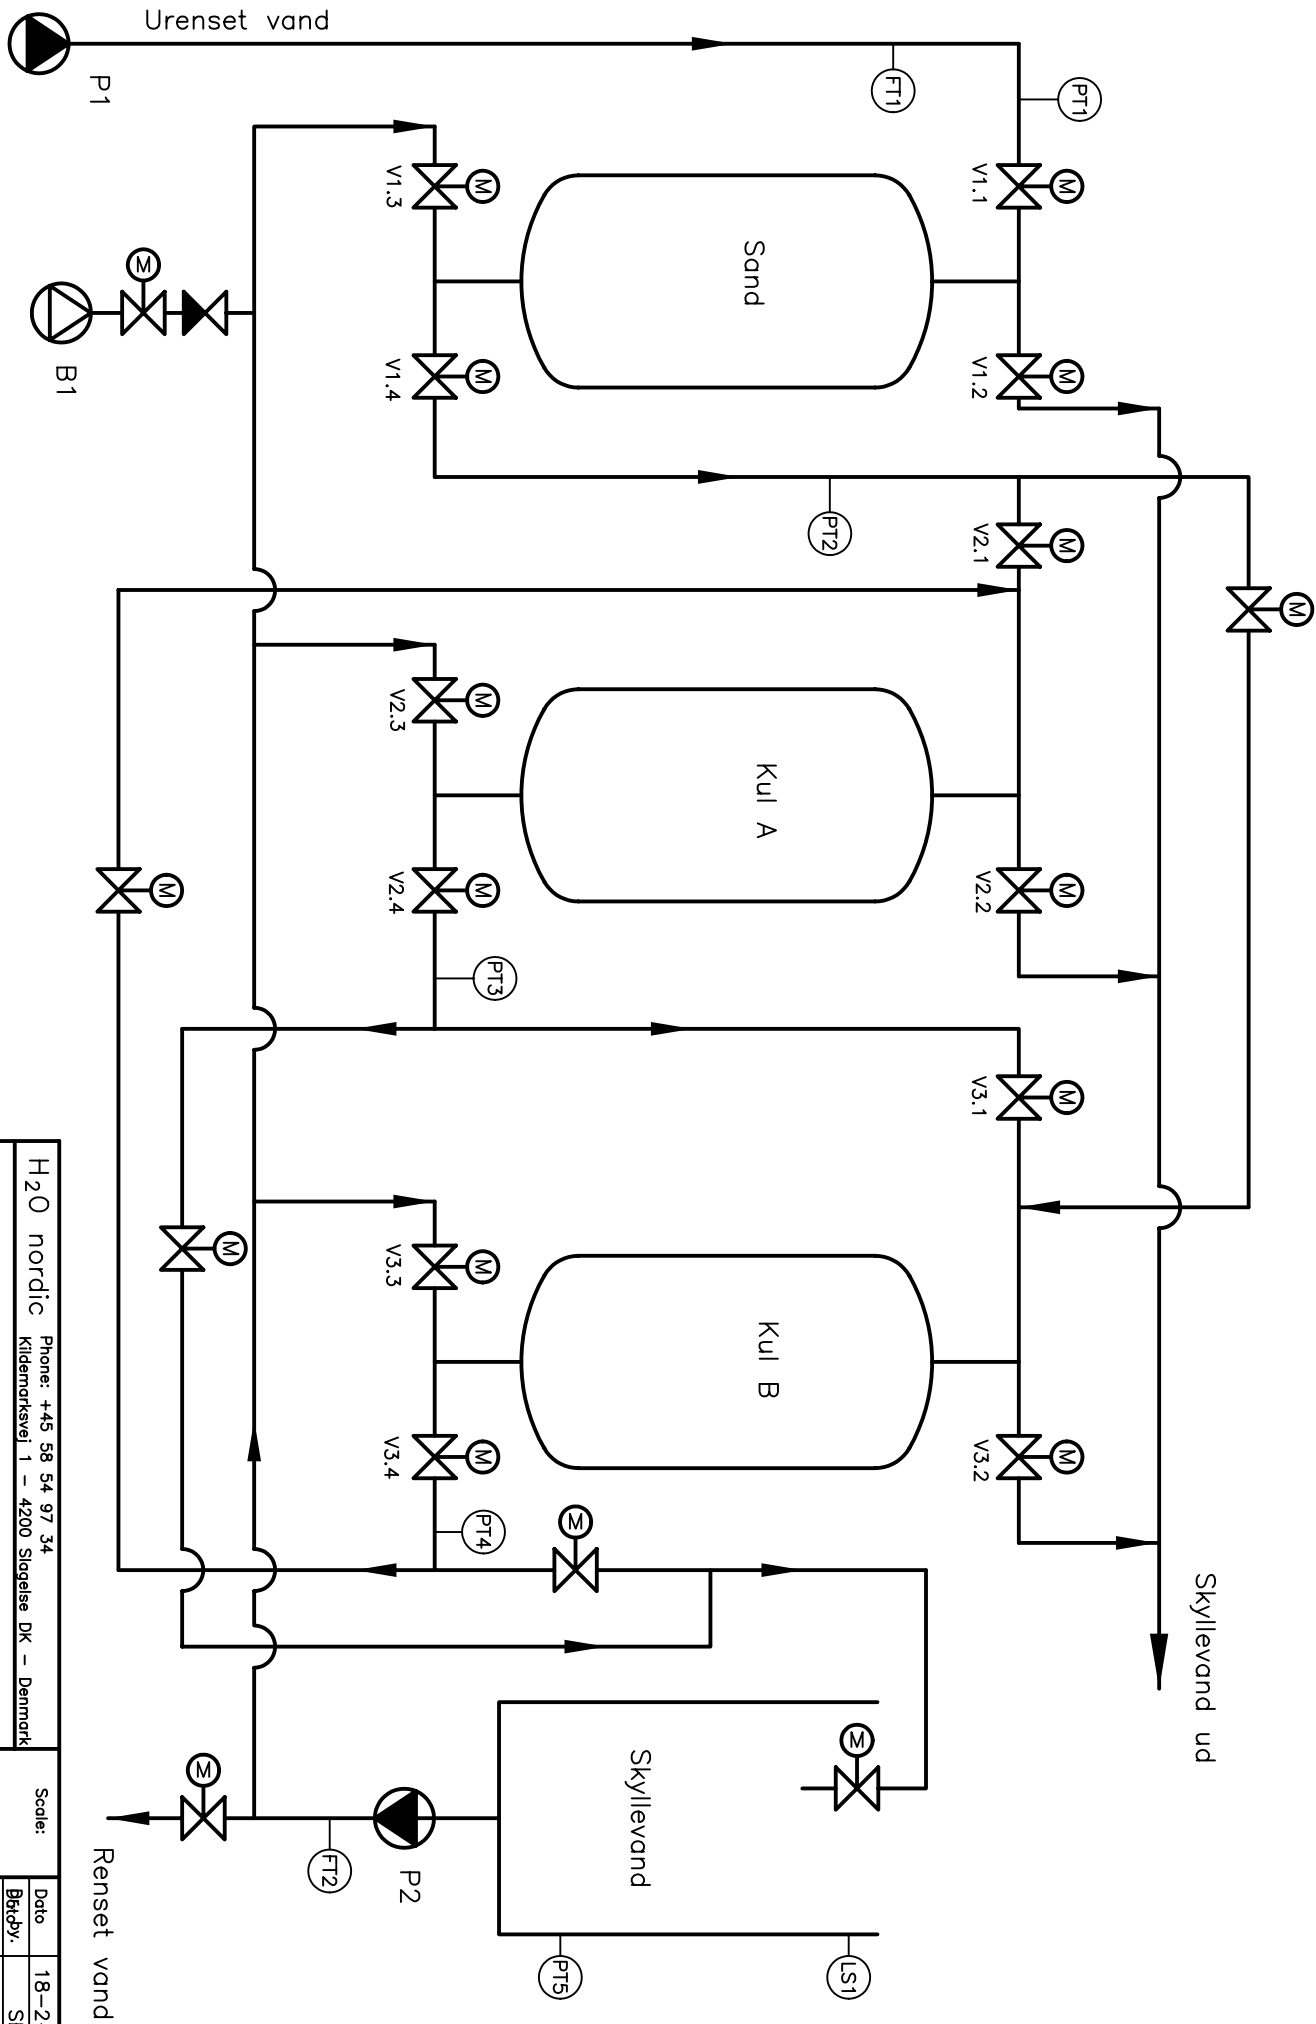 Urenset vand
P1
FT1
PT1
M
V1.1
M
V1.3
Sand
M
B1
M
V1.2
M
V1.4
PT2
M
V2.1
M
M
V2.3
Kul A
M
V2.2
M
V2.4
M
PT3
M
V3.1
M
M
V3.3
Kul B
M
V3.2
M
V3.4
PT4
M
Skyllevand ud
M
Skyllevand
M
P2
FT2
Renset vand
PT5
LS1
H2O nordic
Phone: +45 58 54 97 34
Kildemarksvej 1 - 4200 Slagelse DK - Denmark
Scale:
Dato
18-2